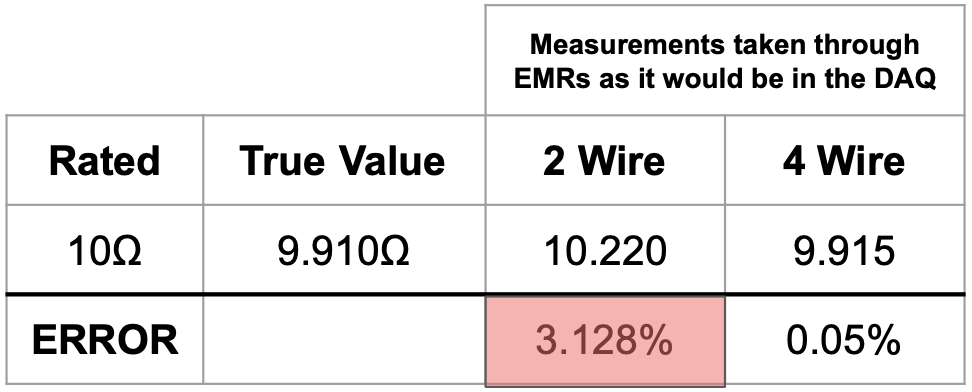 Measurements taken through
EMRs as it would be in the DAQ
Rated True Value 2 Wire 4 Wire
10Ω 9.910Ω 10.220 9.915
ERROR 3.128% 0.05%